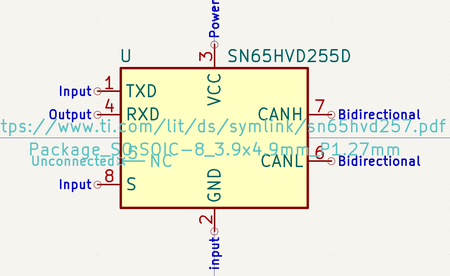 Power
U
SN65HVD255D
3
VCC
Input 1 TXD
Output 4 RXD
CANH 7 Bidirectional
tps://www.ti.com/lit/ds/symlink/sn65hvd257.pdf
Package_SO:SOIC-8_3.9x4.9mm_P1.27mm
Unconnected 5 NC
CANL 6 Bidirectional
Input 8 S
GND
2
input